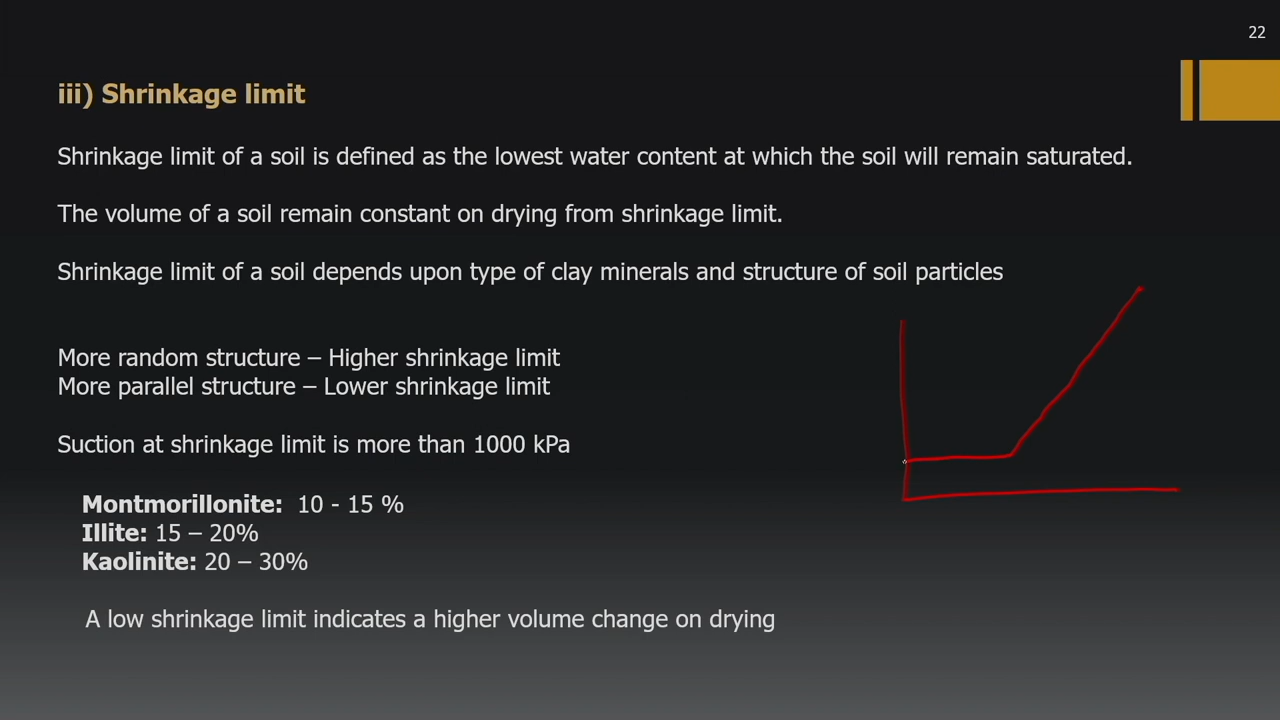 22
iii) Shrinkage limit
Shrinkage limit of a soil is defined as the lowest water content at which the soil will remain saturated.
The volume of a soil remain constant on drying from shrinkage limit.
Shrinkage limit of a soil depends upon type of clay minerals and structure of soil particles
More random structure – Higher shrinkage limit
More parallel structure – Lower shrinkage limit
Suction at shrinkage limit is more than 1000 kPa
Montmorillonite: 10 - 15 %
Illite: 15 – 20%
Kaolinite: 20 – 30%
A low shrinkage limit indicates a higher volume change on drying